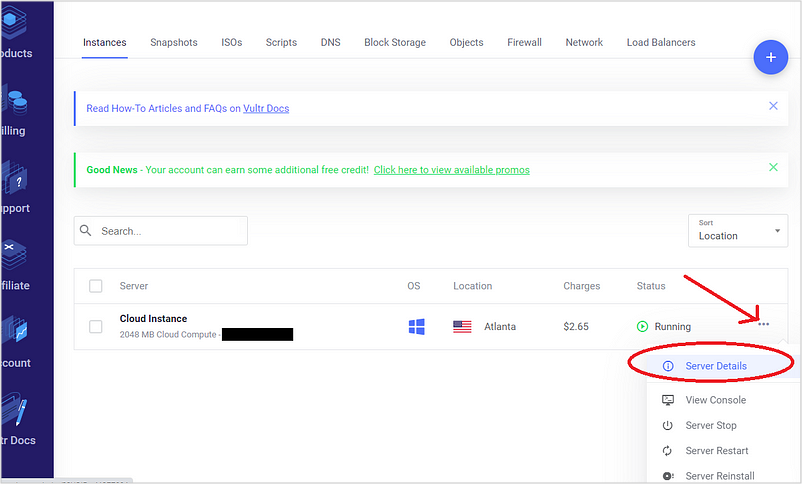 oducts
illing
upport
ffiliate
ccount
tr Docs
Instances Snapshots ISOs Scripts DNS Block Storage Objects Firewall Network Load Balancers
+
Read How-To Articles and FAQs on Vultr Docs
Good News - Your account can earn some additional free credit! Click here to view available promos
Search...
Sort
Location
Server OS Location Charges Status
Cloud Instance
2048 MB Cloud Compute -
Atlanta $2.65 Running
Server Details
View Console
Server Stop
Server Restart
Server Reinstall